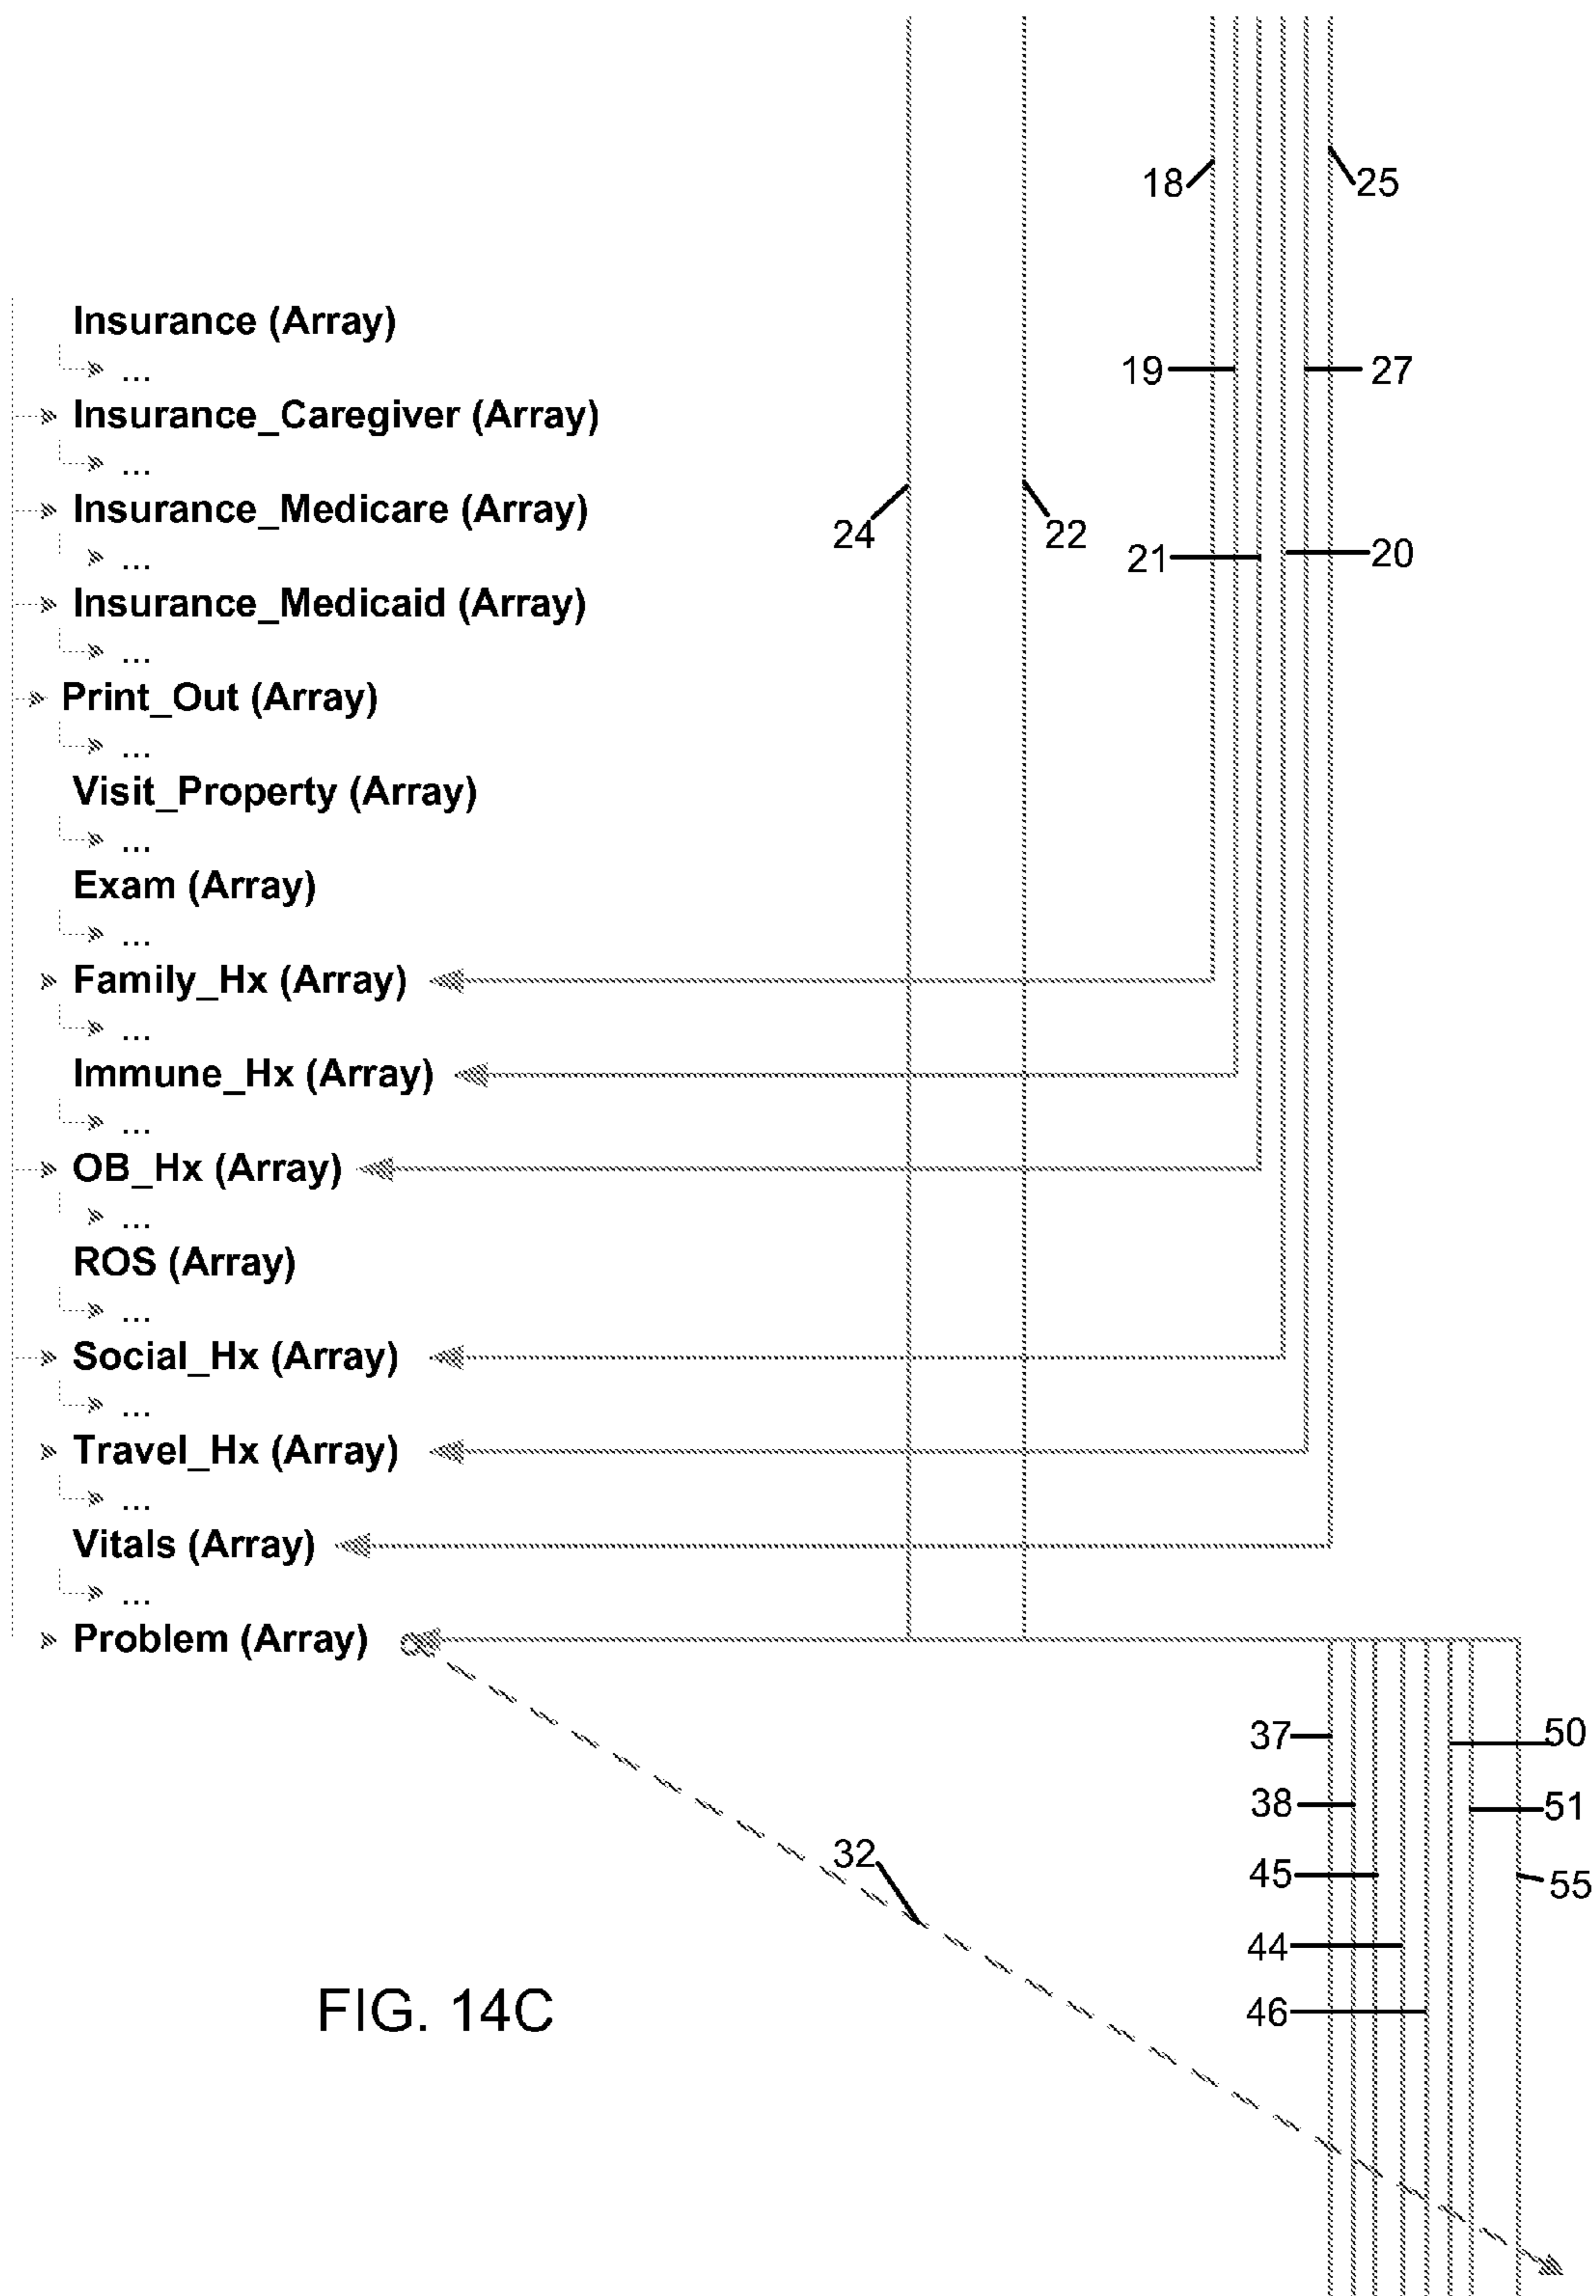 18
25
Insurance (Array)
...
19
27
Insurance_Caregiver (Array)
...
Insurance_Medicare (Array)
24
22
21
20
...
Insurance_Medicaid (Array)
...
Print_Out (Array)
...
Visit_Property (Array)
...
Exam (Array)
...
Family_Hx (Array)
...
Immune_Hx (Array)
...
OB_Hx (Array)
...
ROS (Array)
...
Social_Hx (Array)
...
Travel_Hx (Array)
...
Vitals (Array)
...
Problem (Array)
37
50
38
51
32
45
55
44
46
FIG. 14C